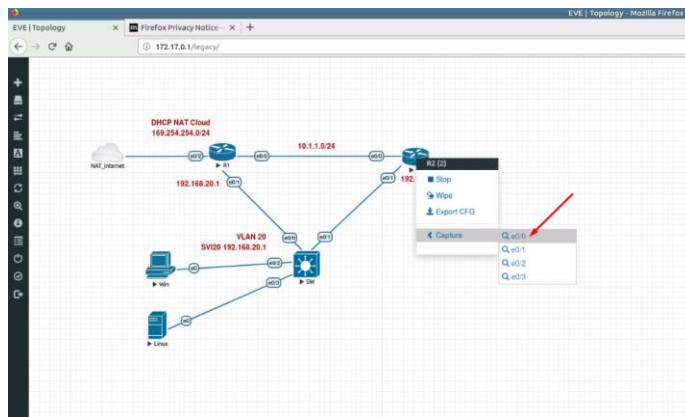 EVE | Topology - Mozilla Firefox
EVE | Topology × Firefox Privacy Notice — × +
172.17.0.1/legacy/
DHCP NAT Cloud
169.254.254.0/24
10.1.1.0/24
NAT_internet
e0/2
R1
e0/0
e0/0
R2 (2)
192.168.20.1
e0/1
e0/1
192.
Stop
Wipe
Export CFG
Capture
e0/0
e0/1
e0/2
e0/3
VLAN 20
SVI20 192.168.20.1
e0/0
e0/1
e0
e0/2
Win
e0/3
SW
e0
Linux